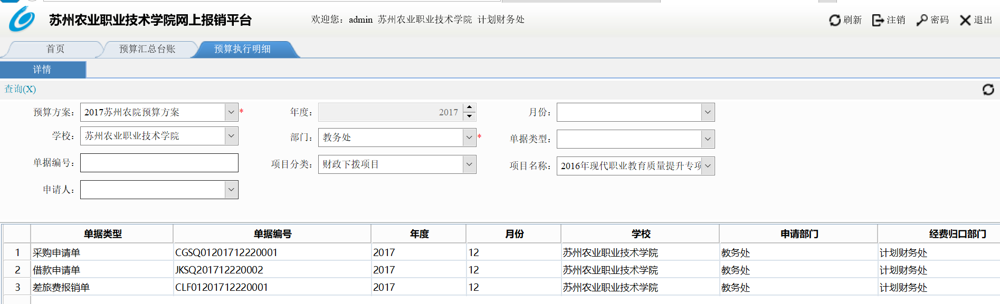 苏州农业职业技术学院网上报销平台 欢迎您：admin 苏州农业职业技术学院 计划财务处 刷新 注销 密码 退出
首页 预算汇总台账 预算执行明细
详情
查询(X)
预算方案： 2017苏州农院预算方案 * 年度： 2017 月份：
学校： 苏州农业职业技术学院 部门： 教务处 * 单据类型：
单据编号： 项目分类： 财政下拨项目 项目名称： 2016年现代职业教育质量提升专项
申请人：
单据类型 单据编号 年度 月份 学校 申请部门 经费归口部门
1 采购申请单 CGSQ01201712220001 2017 12 苏州农业职业技术学院 教务处 计划财务处
2 借款申请单 JKSQ201712220002 2017 12 苏州农业职业技术学院 教务处 计划财务处
3 差旅费报销单 CLF01201712220001 2017 12 苏州农业职业技术学院 教务处 计划财务处